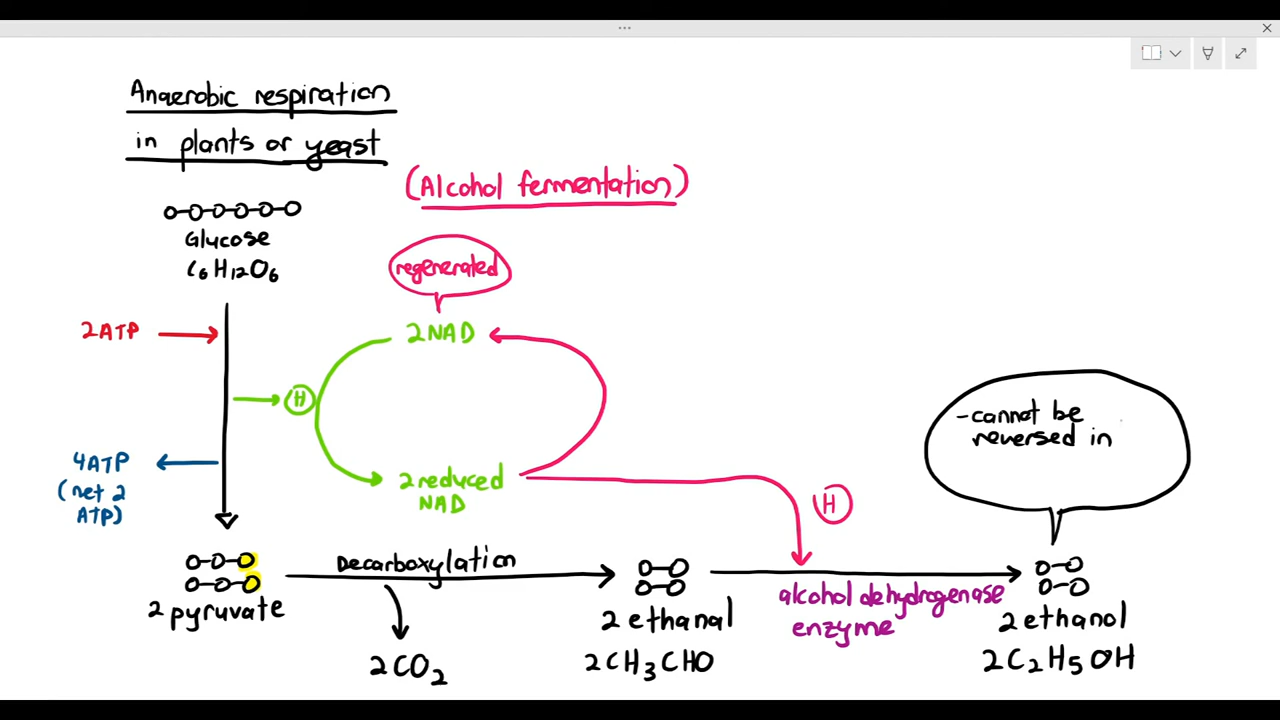 Anaerobic respiration
in plants or yeast
(Alcohol fermentation)
Glucose
C6H12O6
regenerated
2ATP
2NAD
H
4ATP
(net 2
ATP)
2 reduced
NAD
H
-cannot be
reversed in
Decarboxylation
2 pyruvate
2CO2
2 ethanal
2CH3CHO
alcohol dehydrogenase
enzyme
2 ethanol
2C2H5OH